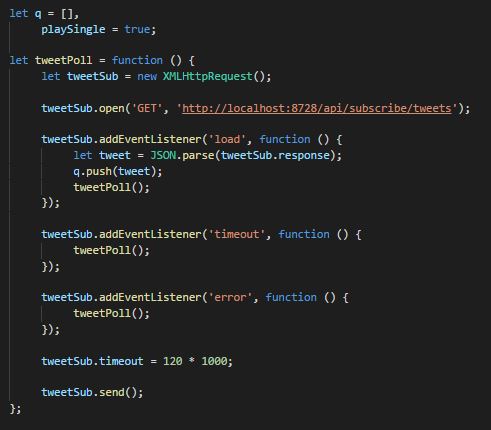 let q = [],
    playSingle = true;

let tweetPoll = function () {
    let tweetSub = new XMLHttpRequest();

    tweetSub.open('GET', 'http://localhost:8728/api/subscribe/tweets');

    tweetSub.addEventListener('load', function () {
        let tweet = JSON.parse(tweetSub.response);
        q.push(tweet);
        tweetPoll();
    });

    tweetSub.addEventListener('timeout', function () {
        tweetPoll();
    });

    tweetSub.addEventListener('error', function () {
        tweetPoll();
    });

    tweetSub.timeout = 120 * 1000;

    tweetSub.send();
};